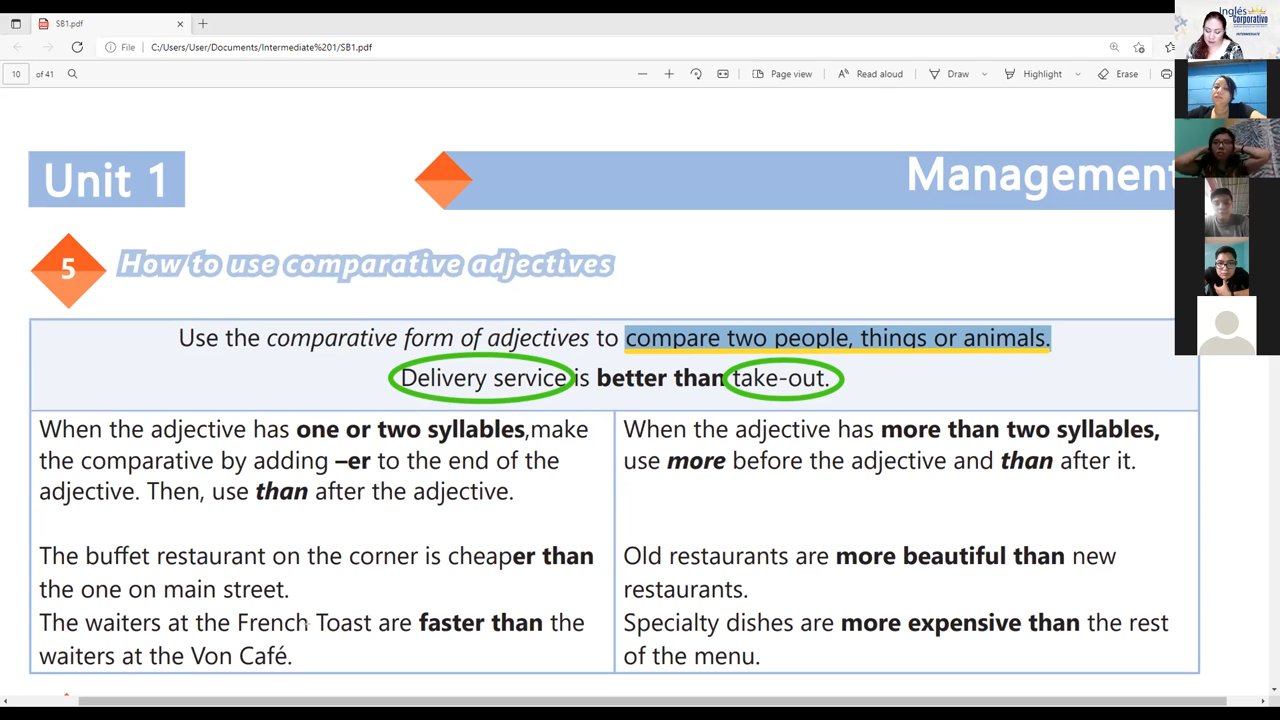 SB1.pdf
File C:/Users/User/Documents/Intermediate%201/SB1.pdf
10 of 41 Page view Read aloud Draw Highlight Erase
Inglés
Corporativo
INTERMEDIATE
Unit 1
Management
5 How to use comparative adjectives
Use the comparative form of adjectives to compare two people, things or animals.
Delivery service is better than take-out.
When the adjective has one or two syllables,make
the comparative by adding –er to the end of the
adjective. Then, use than after the adjective.
The buffet restaurant on the corner is cheaper than
the one on main street.
The waiters at the French Toast are faster than the
waiters at the Von Café.
When the adjective has more than two syllables,
use more before the adjective and than after it.
Old restaurants are more beautiful than new
restaurants.
Specialty dishes are more expensive than the rest
of the menu.